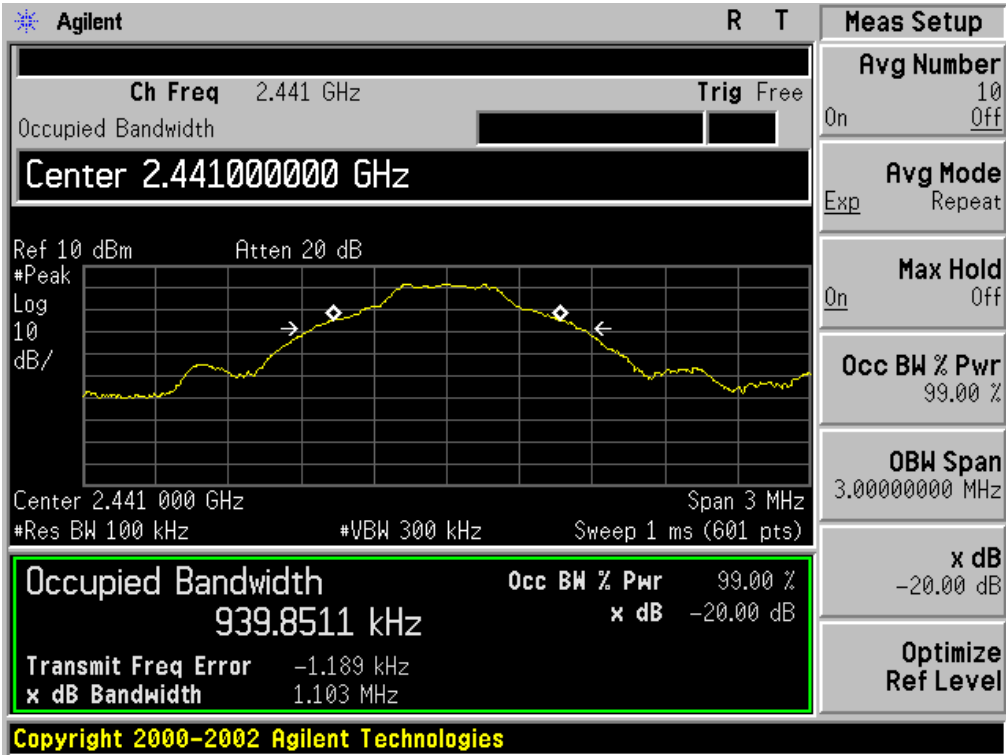 Agilent R T
Ch Freq 2.441 GHz Trig Free
Occupied Bandwidth
Center 2.441000000 GHz
Ref 10 dBm Atten 20 dB
#Peak
Log
10
dB/
Center 2.441 000 GHz Span 3 MHz
#Res BW 100 kHz #VBW 300 kHz Sweep 1 ms (601 pts)
Occupied Bandwidth Occ BW % Pwr 99.00 %
939.8511 kHz x dB -20.00 dB
Transmit Freq Error -1.189 kHz
x dB Bandwidth 1.103 MHz
Copyright 2000-2002 Agilent Technologies
Meas Setup
Avg Number
10
On Off
Avg Mode
Exp Repeat
Max Hold
On Off
Occ BW % Pwr
99.00 %
OBW Span
3.00000000 MHz
x dB
-20.00 dB
Optimize
Ref Level